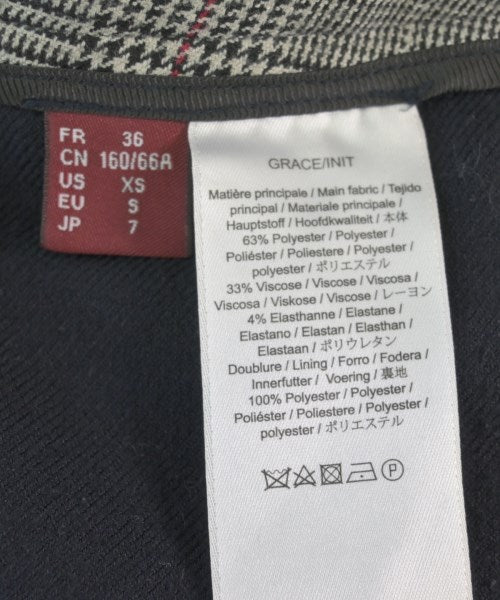 FR 36
CN 160/66A
US XS
EU S
JP 7
GRACE/INIT
Matière principale / Main fabric / Tejido
principal / Materiale principale /
Hauptstoff / Hoofdkwaliteit / 本体
63% Polyester / Polyester /
Poliéster / Poliestere / Polyester /
polyester / ポリエステル
33% Viscose / Viscose / Viscosa /
Viscosa / Viskose / Viscose / レーヨン
4% Elasthanne / Elastane /
Elastano / Elastan / Elasthan /
Elastaan / ポリウレタン
Doublure / Lining / Forro / Fodera /
Innerfutter / Voering / 裏地
100% Polyester / Polyester /
Poliéster / Poliestere / Polyester /
polyester / ポリエステル
P